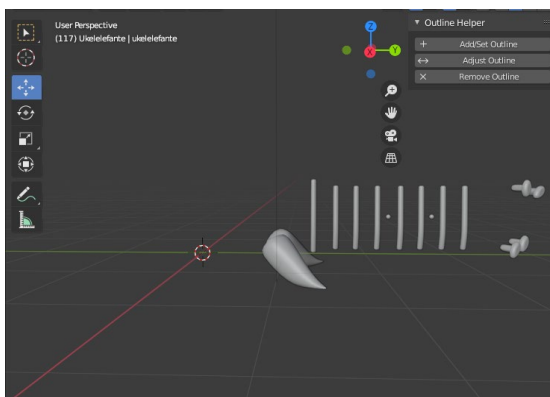 User Perspective
(117) Ukelelefante | ukelelefante
Z
Y
X
Outline Helper
Add/Set Outline
Adjust Outline
Remove Outline